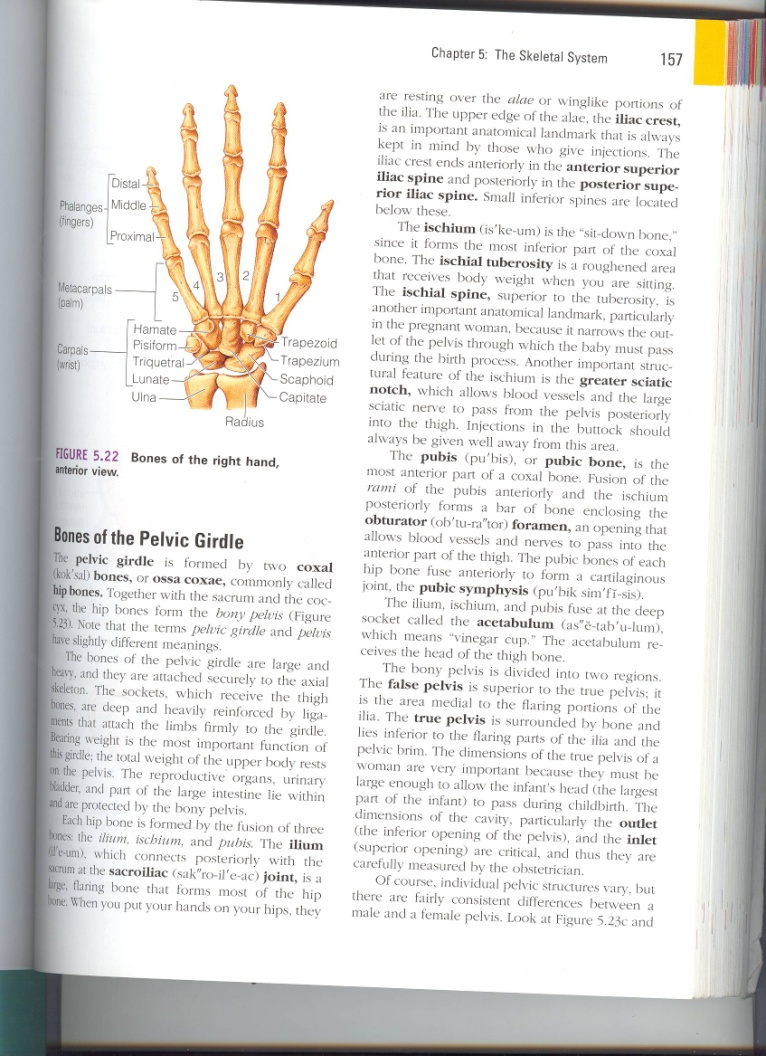 Chapter 5: The Skeletal System 157
Distal
Phalanges
(fingers)
Middle
Proximal
Metacarpals
(palm)
5
4
3
2
1
Carpals
(wrist)
Hamate
Pisiform
Triquetral
Lunate
Ulna
Trapezoid
Trapezium
Scaphoid
Capitate
Radius
FIGURE 5.22 Bones of the right hand,
anterior view.
Bones of the Pelvic Girdle
The pelvic girdle is formed by two coxal
(kok'sal) bones, or ossa coxae, commonly called
hip bones. Together with the sacrum and the coc-
cyx, the hip bones form the bony pelvis (Figure
5.23). Note that the terms pelvic girdle and pelvis
have slightly different meanings.
The bones of the pelvic girdle are large and
heavy, and they are attached securely to the axial
skeleton. The sockets, which receive the thigh
bones, are deep and heavily reinforced by liga-
ments that attach the limbs firmly to the girdle.
Bearing weight is the most important function of
this girdle; the total weight of the upper body rests
on the pelvis. The reproductive organs, urinary
bladder, and part of the large intestine lie within
and are protected by the bony pelvis.
Each hip bone is formed by the fusion of three
bones: the ilium, ischium, and pubis. The ilium
(il'e-um), which connects posteriorly with the
sacrum at the sacroiliac (sak"ro-il'e-ac) joint, is a
large, flaring bone that forms most of the hip
bone. When you put your hands on your hips, they
are resting over the alae or winglike portions of
the ilia. The upper edge of the alae, the iliac crest,
is an important anatomical landmark that is always
kept in mind by those who give injections. The
iliac crest ends anteriorly in the anterior superior
iliac spine and posteriorly in the posterior supe-
rior iliac spine. Small inferior spines are located
below these.
The ischium (is'ke-um) is the "sit-down bone,"
since it forms the most inferior part of the coxal
bone. The ischial tuberosity is a roughened area
that receives body weight when you are sitting.
The ischial spine, superior to the tuberosity, is
another important anatomical landmark, particularly
in the pregnant woman, because it narrows the out-
let of the pelvis through which the baby must pass
during the birth process. Another important struc-
tural feature of the ischium is the greater sciatic
notch, which allows blood vessels and the large
sciatic nerve to pass from the pelvis posteriorly
into the thigh. Injections in the buttock should
always be given well away from this area.
The pubis (pu'bis), or pubic bone, is the
most anterior part of a coxal bone. Fusion of the
rami of the pubis anteriorly and the ischium
posteriorly forms a bar of bone enclosing the
obturator (ob'tu-ra"tor) foramen, an opening that
allows blood vessels and nerves to pass into the
anterior part of the thigh. The pubic bones of each
hip bone fuse anteriorly to form a cartilaginous
joint, the pubic symphysis (pu'bik sim'fĭ-sis).
The ilium, ischium, and pubis fuse at the deep
socket called the acetabulum (as"ĕ-tab'u-lum),
which means "vinegar cup." The acetabulum re-
ceives the head of the thigh bone.
The bony pelvis is divided into two regions.
The false pelvis is superior to the true pelvis; it
is the area medial to the flaring portions of the
ilia. The true pelvis is surrounded by bone and
lies inferior to the flaring parts of the ilia and the
pelvic brim. The dimensions of the true pelvis of a
woman are very important because they must be
large enough to allow the infant's head (the largest
part of the infant) to pass during childbirth. The
dimensions of the cavity, particularly the outlet
(the inferior opening of the pelvis), and the inlet
(superior opening) are critical, and thus they are
carefully measured by the obstetrician.
Of course, individual pelvic structures vary, but
there are fairly consistent differences between a
male and a female pelvis. Look at Figure 5.23c and